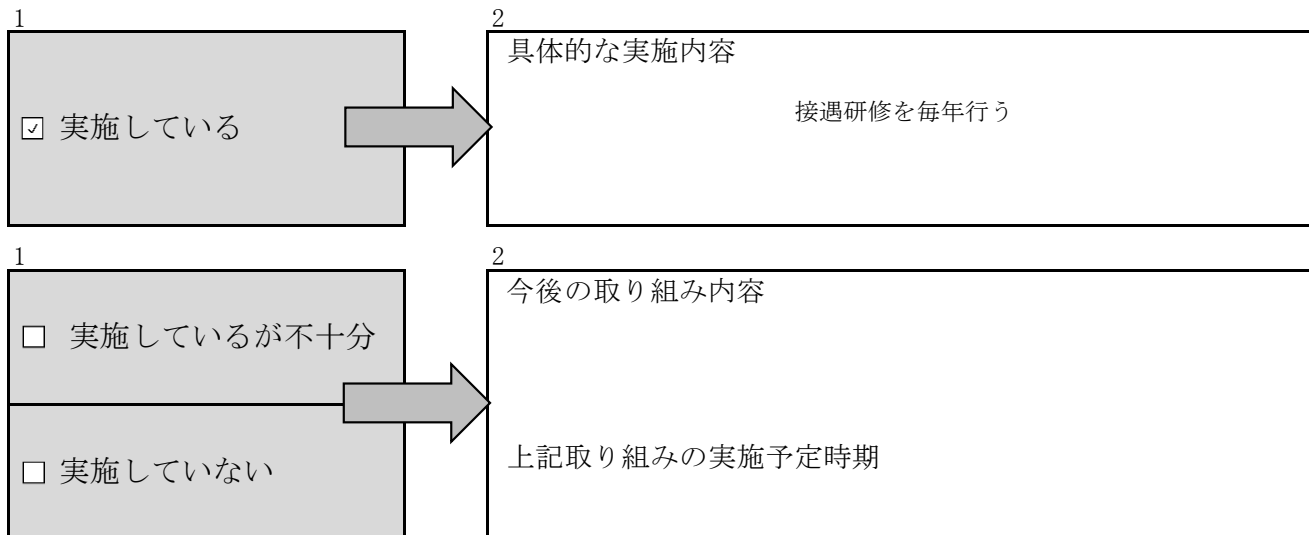 1
2
☑ 実施している
具体的な実施内容
接遇研修を毎年行う
1
2
☐ 実施しているが不十分
☐ 実施していない
今後の取り組み内容
上記取り組みの実施予定時期